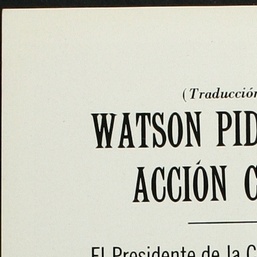 (Traducción
WATSON PID
ACCIÓN C
El Presidente de la C